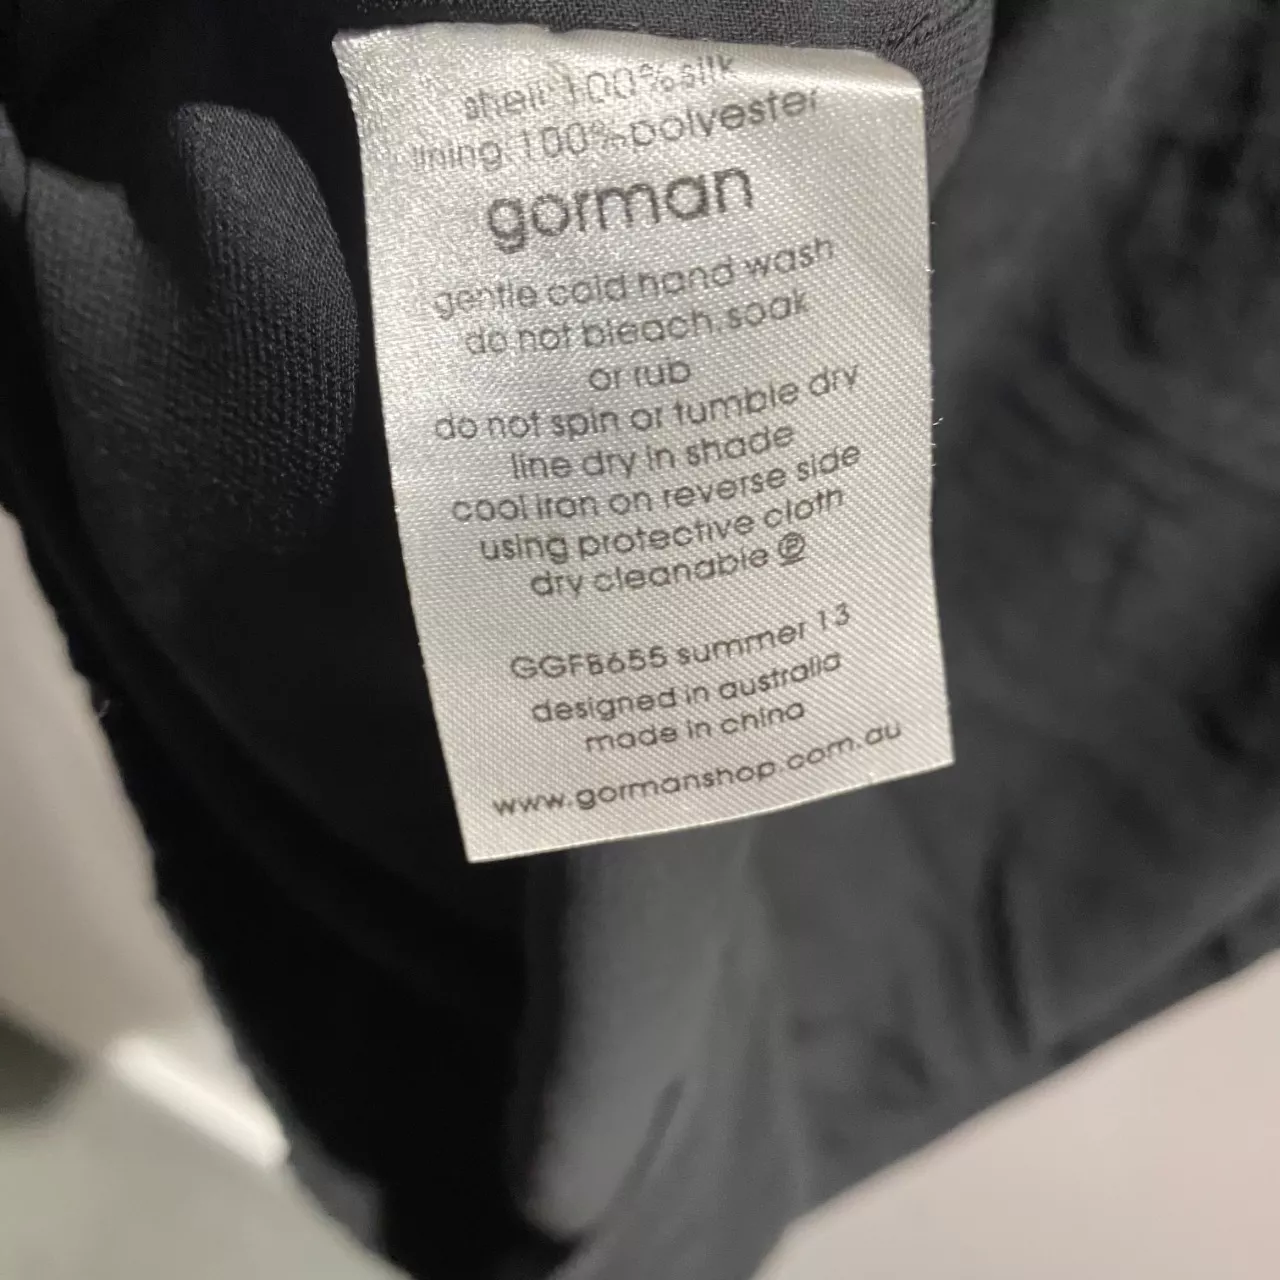 shell: 100% silk
lining: 100% polyester
gorman
gentle cold hand wash
do not bleach, soak
or rub
do not spin or tumble dry
line dry in shade
cool iron on reverse side
using protective cloth
dry cleanable Ⓟ
GGFB655 summer 13
designed in australia
made in china
www.gormanshop.com.au